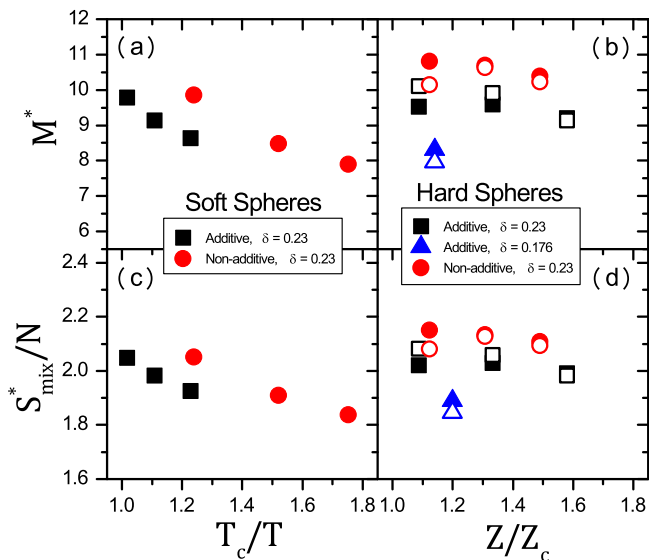 (a)
(b)
12
11
10
9
8
7
6
5
M*
Soft Spheres
Additive, δ = 0.23
Non-additive, δ = 0.23
Hard Spheres
Additive, δ = 0.23
Additive, δ = 0.176
Non-additive, δ = 0.23
(c)
(d)
2.4
2.2
2.0
1.8
1.6
S*mix/N
1.0 1.2 1.4 1.6 1.8
1.0 1.2 1.4 1.6 1.8
Tc/T
Z/Zc